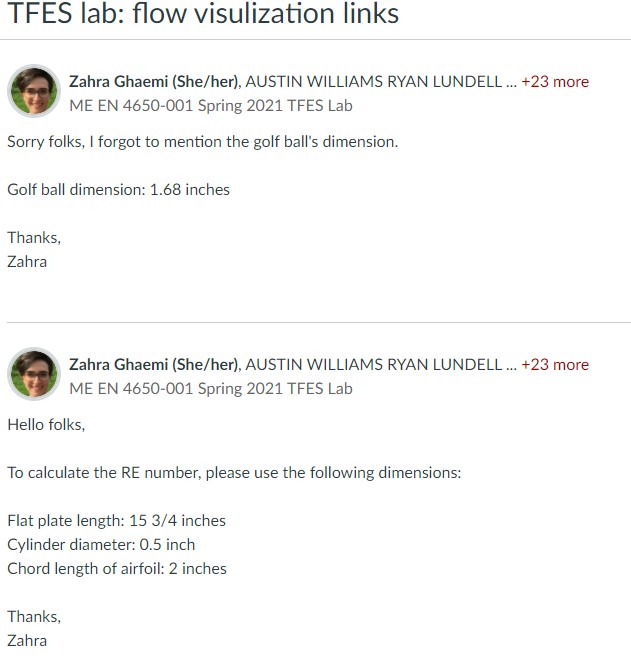 TFES lab: flow visulization links
Zahra Ghaemi (She/her), AUSTIN WILLIAMS RYAN LUNDELL ... +23 more
ME EN 4650-001 Spring 2021 TFES Lab
Sorry folks, I forgot to mention the golf ball's dimension.
Golf ball dimension: 1.68 inches
Thanks,
Zahra
Zahra Ghaemi (She/her), AUSTIN WILLIAMS RYAN LUNDELL ... +23 more
ME EN 4650-001 Spring 2021 TFES Lab
Hello folks,
To calculate the RE number, please use the following dimensions:
Flat plate length: 15 3/4 inches
Cylinder diameter: 0.5 inch
Chord length of airfoil: 2 inches
Thanks,
Zahra